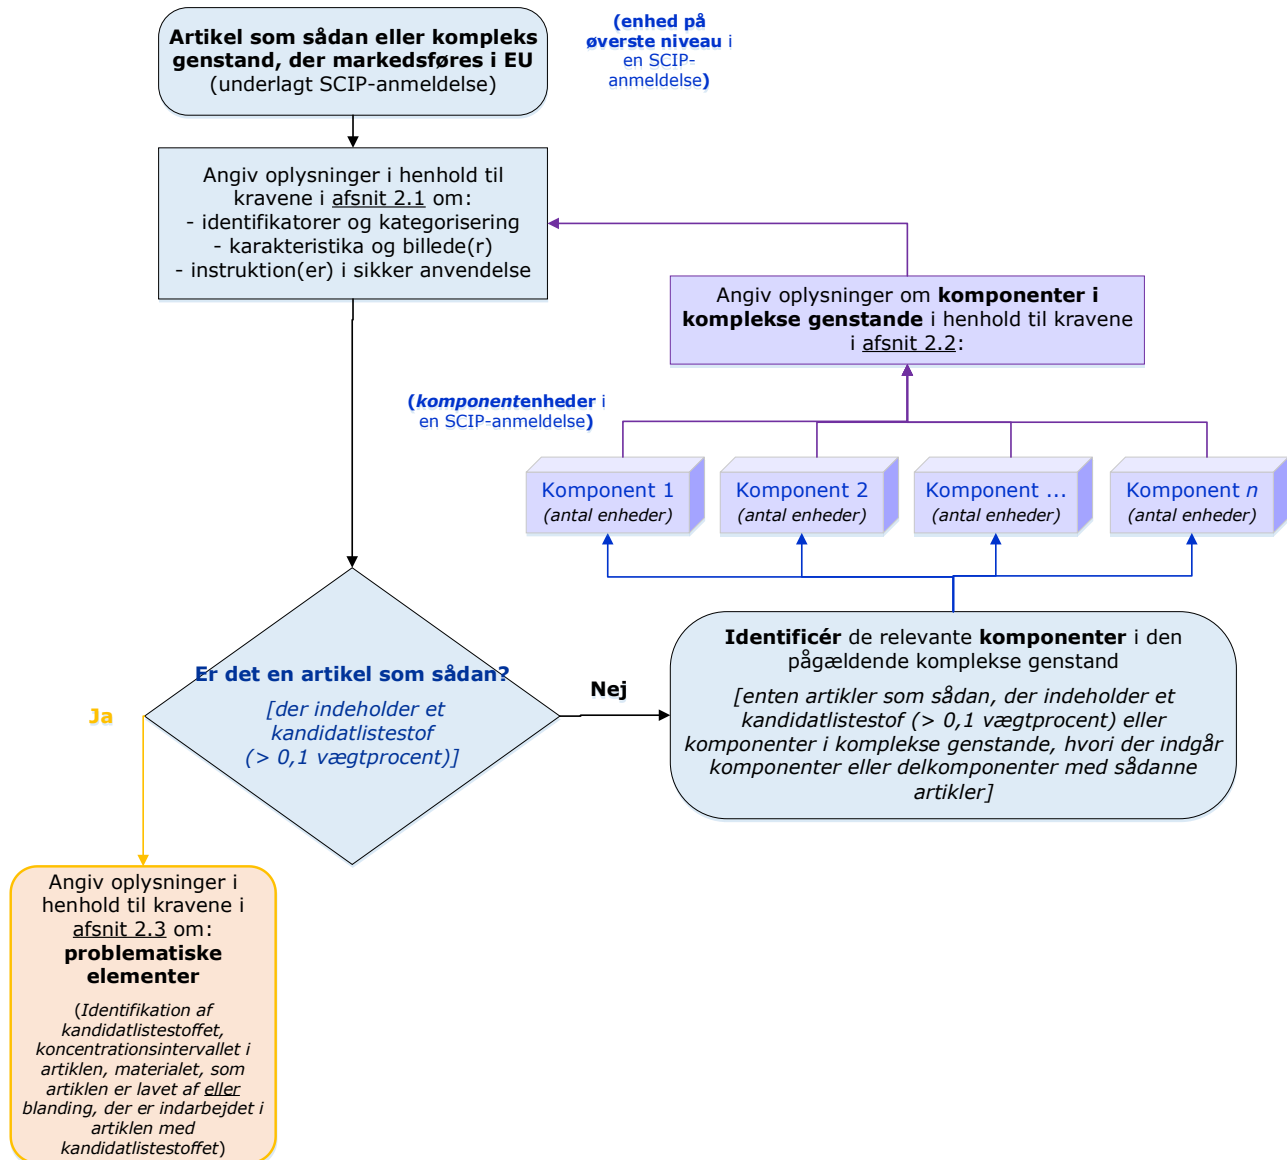 Artikel som sådan eller kompleks
genstand, der markedsføres i EU
(underlagt SCIP-anmeldelse)
(enhed på
øverste niveau i
en SCIP-
anmeldelse)
Angiv oplysninger i henhold til
kravene i afsnit 2.1 om:
- identifikatorer og kategorisering
- karakteristika og billede(r)
- instruktion(er) i sikker anvendelse
Angiv oplysninger om komponenter i
komplekse genstande i henhold til kravene
i afsnit 2.2:
(komponentenheder i
en SCIP-anmeldelse)
Komponent 1
(antal enheder)
Komponent 2
(antal enheder)
Komponent ...
(antal enheder)
Komponent n
(antal enheder)
Er det en artikel som sådan?
[der indeholder et
kandidatlistestof
(> 0,1 vægtprocent)]
Ja
Nej
Identificér de relevante komponenter i den
pågældende komplekse genstand
[enten artikler som sådan, der indeholder et
kandidatlistestof (> 0,1 vægtprocent) eller
komponenter i komplekse genstande, hvori der indgår
komponenter eller delkomponenter med sådanne
artikler]
Angiv oplysninger i
henhold til kravene i
afsnit 2.3 om:
problematiske
elementer
(Identifikation af
kandidatlistestoffet,
koncentrationsintervallet i
artiklen, materialet, som
artiklen er lavet af eller
blanding, der er indarbejdet i
artiklen med
kandidatlistestoffet)